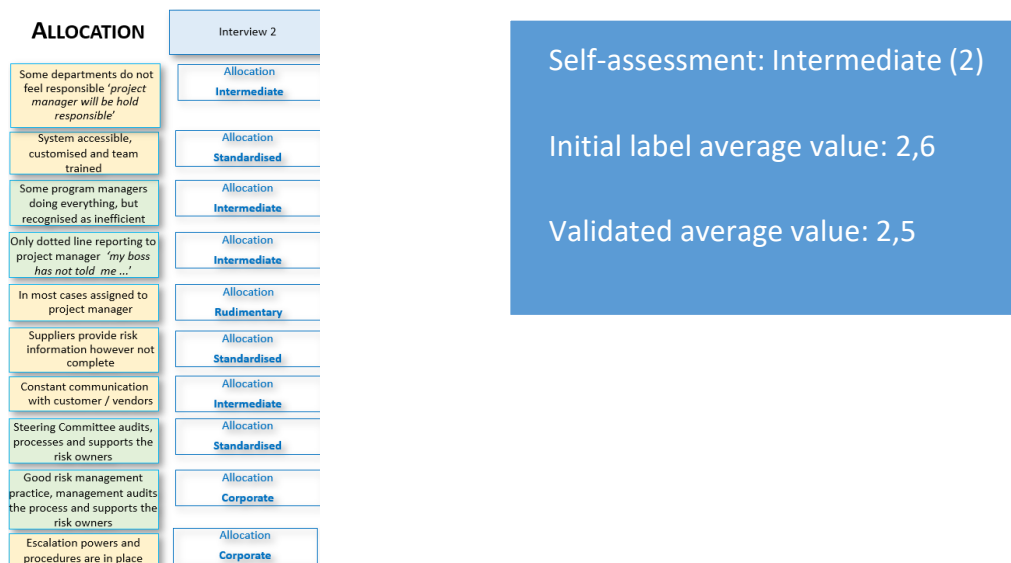 ALLOCATION
Interview 2
Some departments do not
feel responsible ‘project
manager will be hold
responsible’
Allocation
Intermediate
System accessible,
customised and team
trained
Allocation
Standardised
Some program managers
doing everything, but
recognised as inefficient
Allocation
Intermediate
Only dotted line reporting to
project manager ‘my boss
has not told me ...’
Allocation
Intermediate
In most cases assigned to
project manager
Allocation
Rudimentary
Suppliers provide risk
information however not
complete
Allocation
Standardised
Constant communication
with customer / vendors
Allocation
Intermediate
Steering Committee audits,
processes and supports the
risk owners
Allocation
Standardised
Good risk management
practice, management audits
the process and supports the
risk owners
Allocation
Corporate
Escalation powers and
procedures are in place
Allocation
Corporate
Self-assessment: Intermediate (2)
Initial label average value: 2,6
Validated average value: 2,5